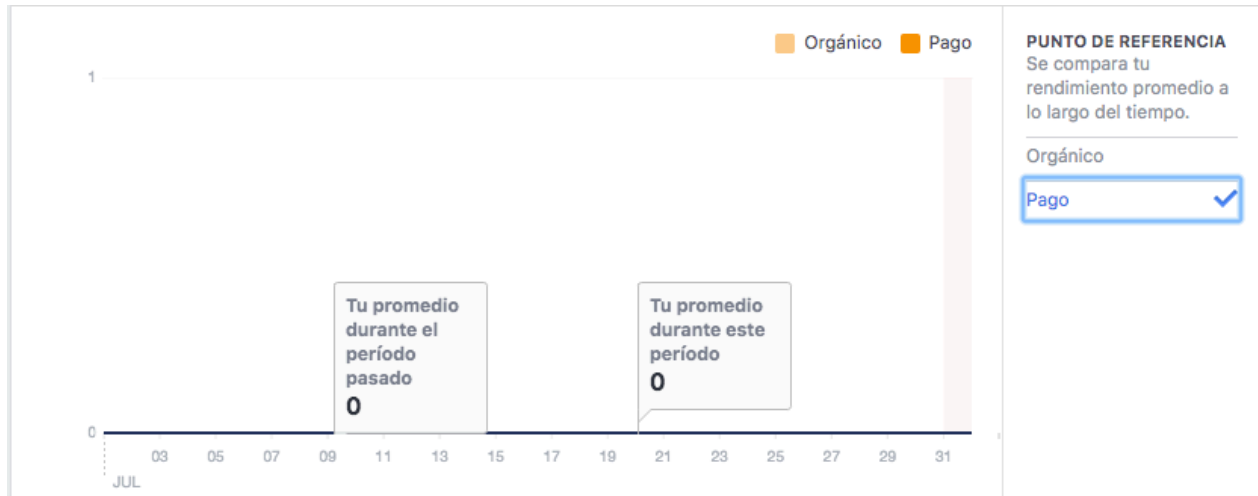 Orgánico Pago
1
Tu promedio
durante el
período
pasado
0
Tu promedio
durante este
período
0
0
03 05 07 09 11 13 15 17 19 21 23 25 27 29 31
JUL
PUNTO DE REFERENCIA
Se compara tu
rendimiento promedio a
lo largo del tiempo.
Orgánico
Pago